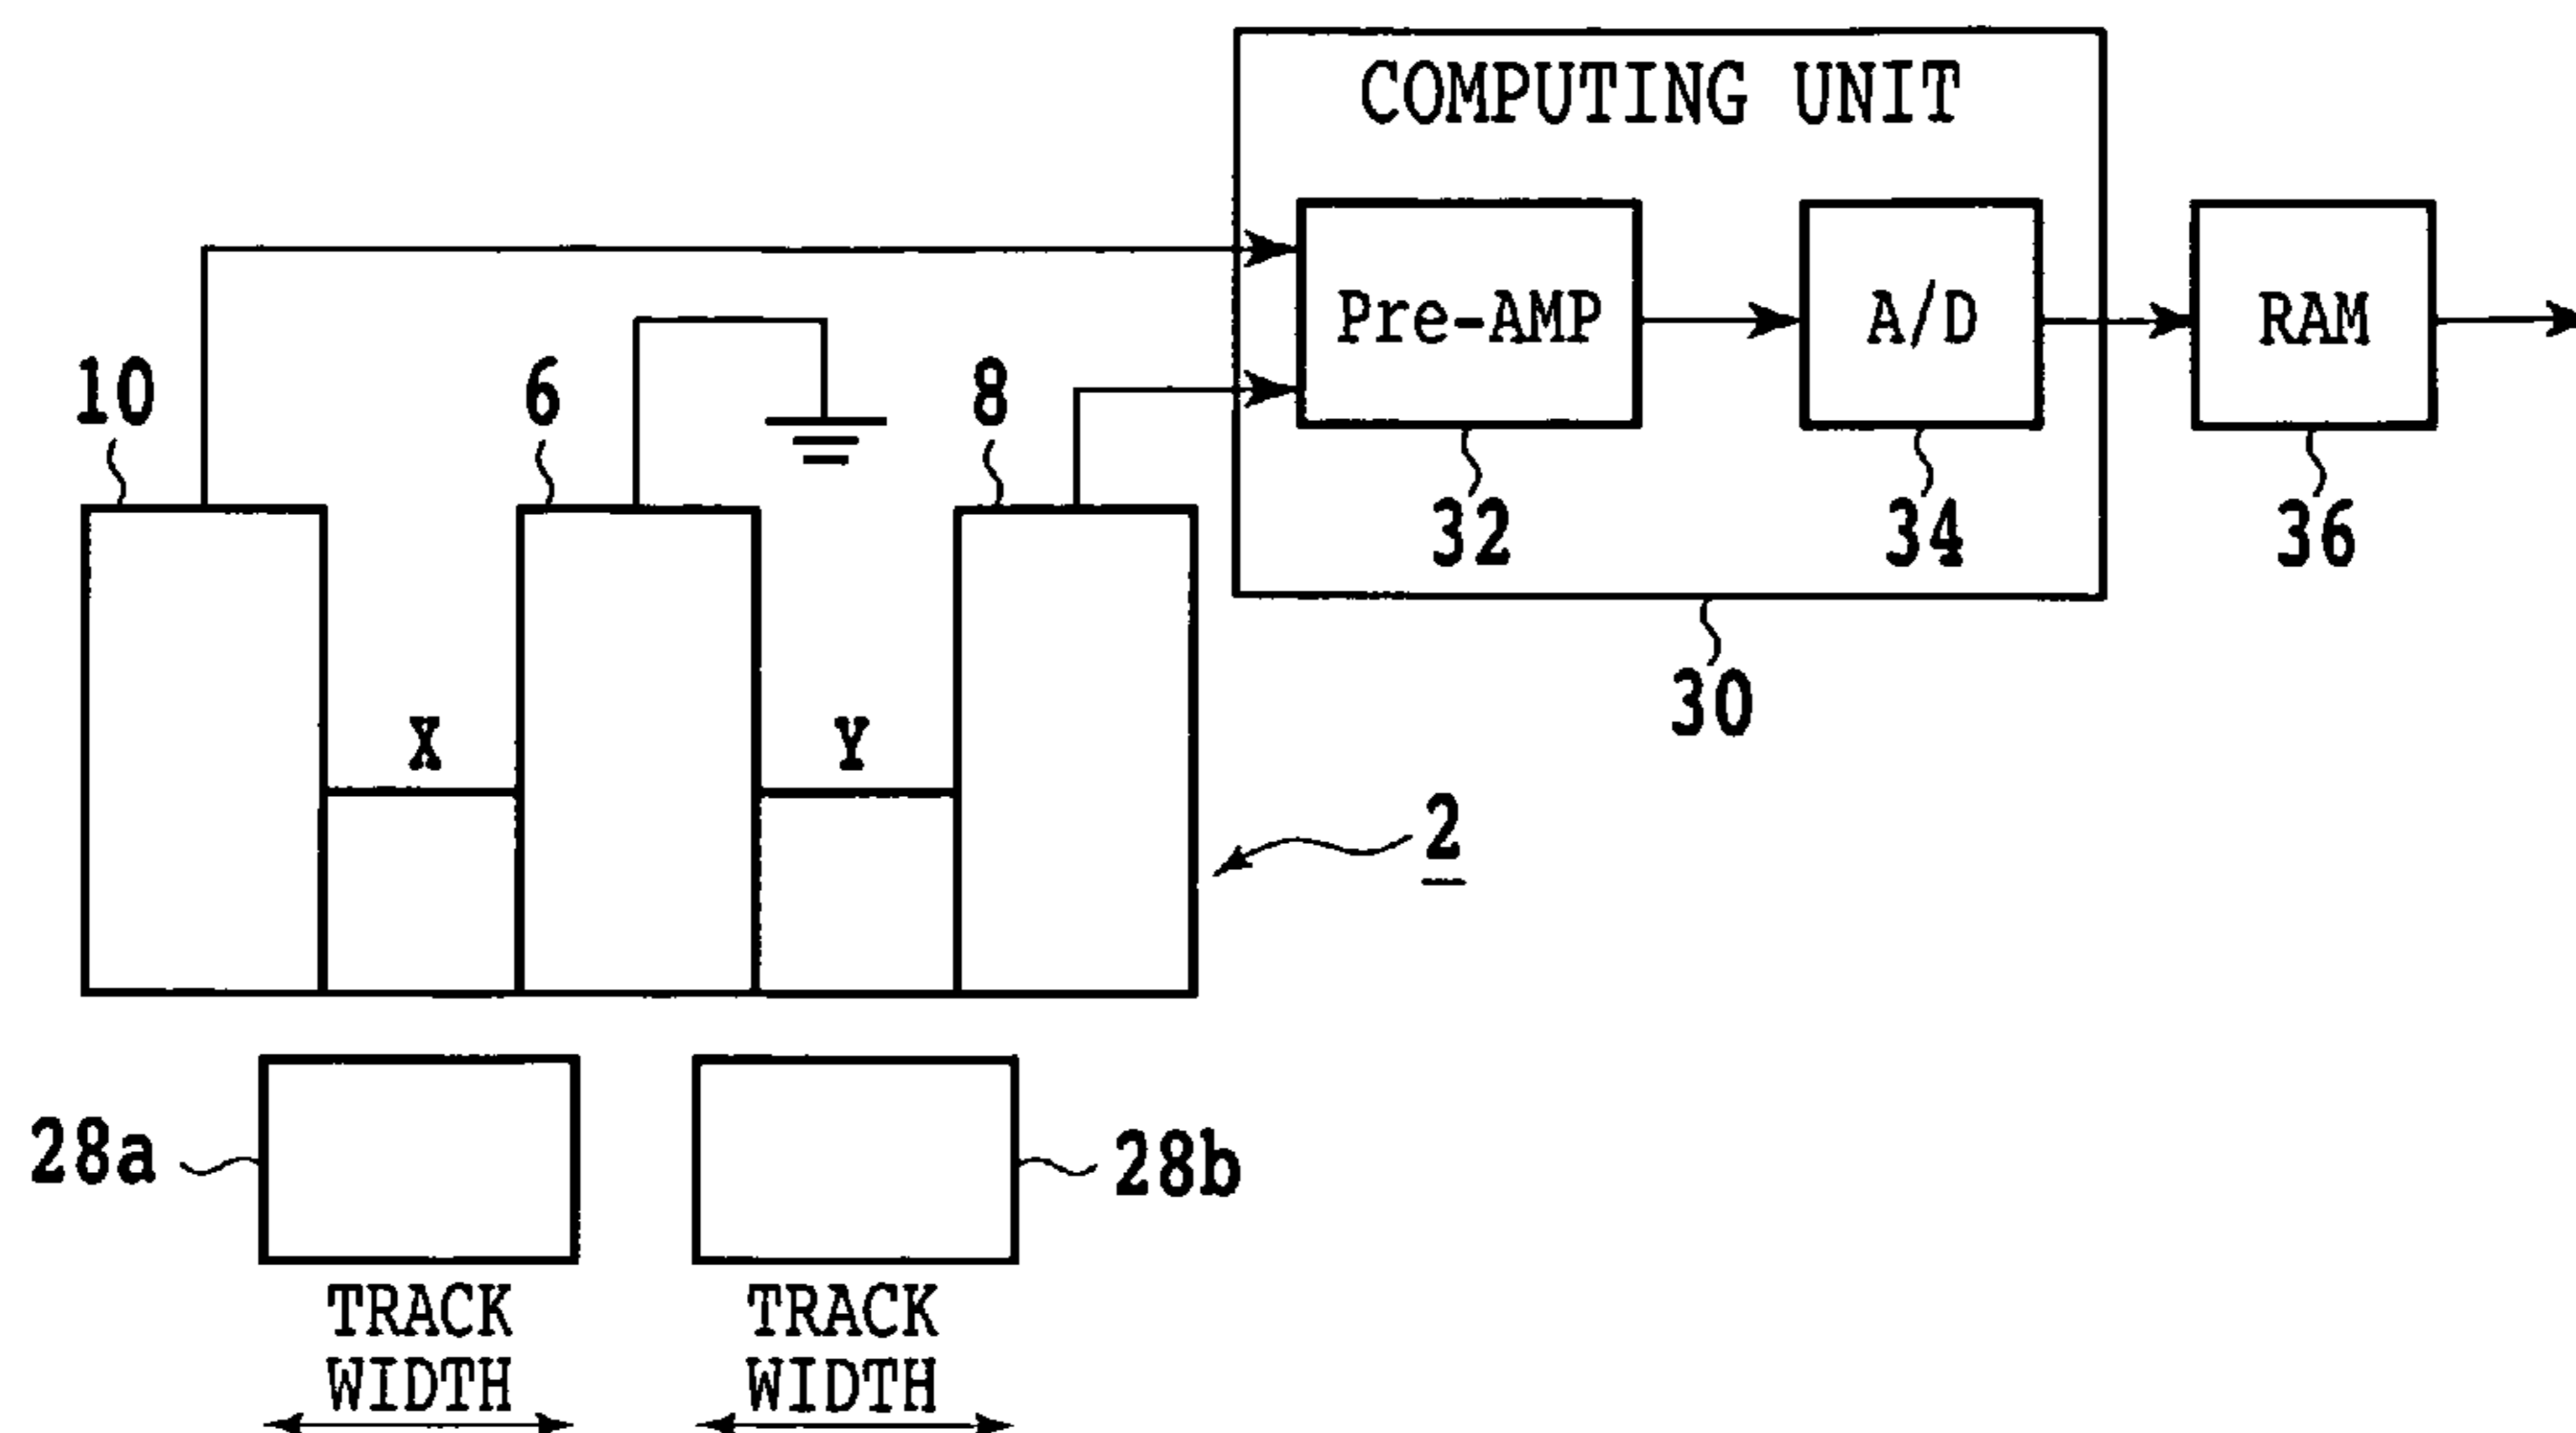 COMPUTING UNIT
Pre-AMP
A/D
RAM
10
6
8
32
34
36
30
X
Y
2
28a
28b
TRACK
WIDTH
TRACK
WIDTH